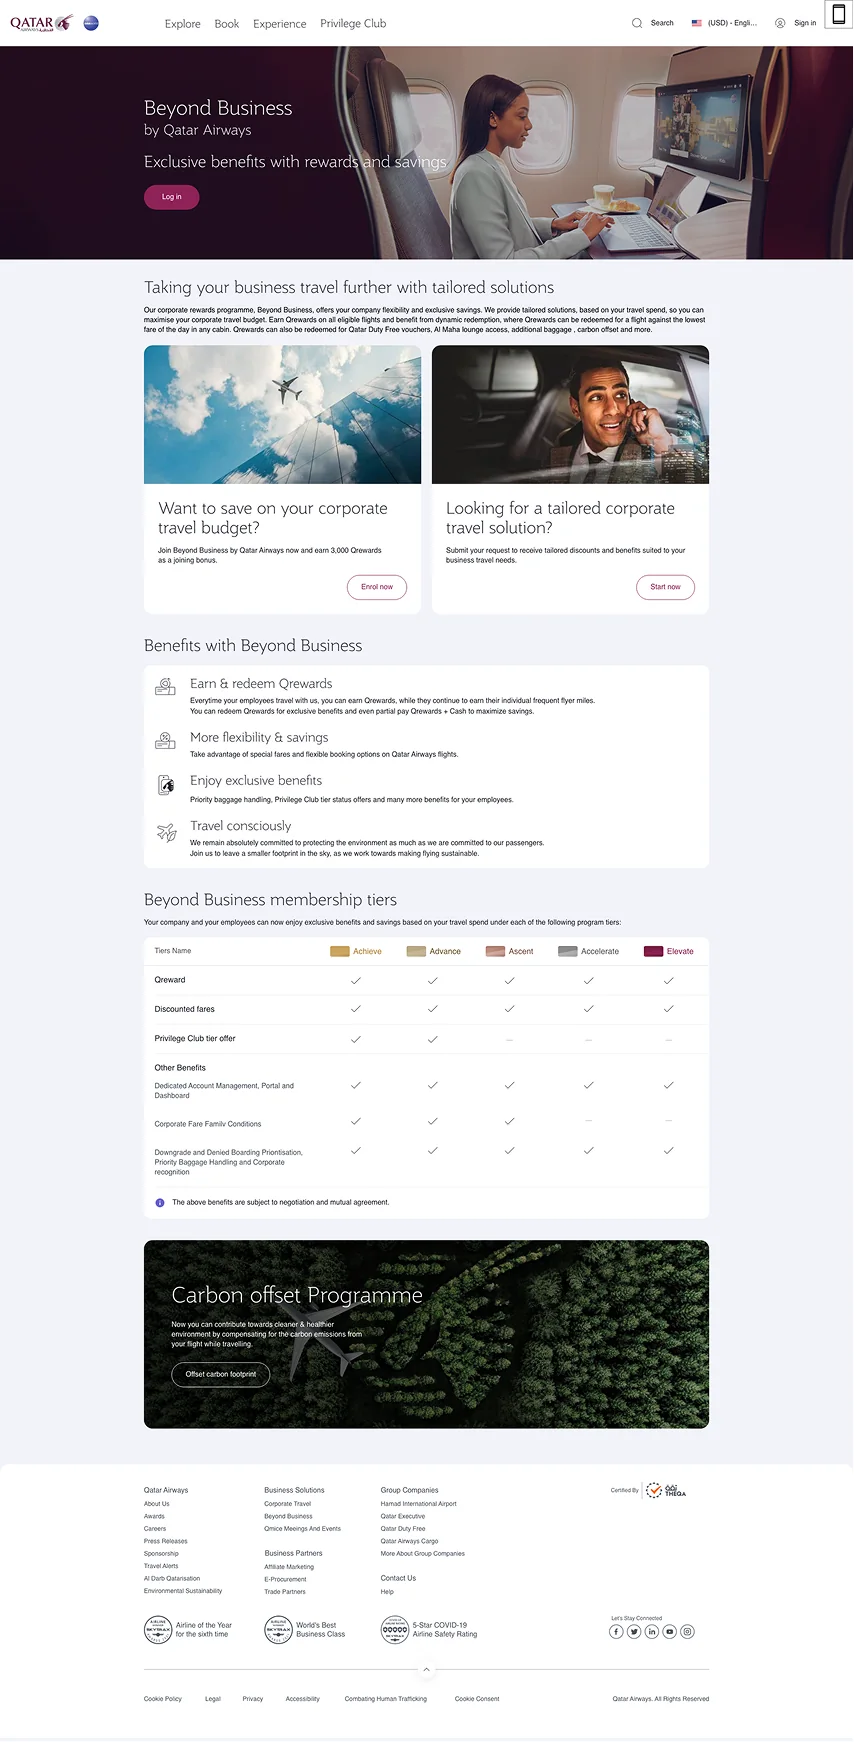 QATAR
AIRWAYS القطرية
Explore
Book
Experience
Privilege Club
Search
(USD) - Engli...
Sign in
Beyond Business
by Qatar Airways
Exclusive benefits with rewards and savings
Log in
Taking your business travel further with tailored solutions
Our corporate rewards programme, Beyond Business, offers your company flexibility and exclusive savings. We provide tailored solutions, based on your travel spend, so you can
maximise your corporate travel budget. Earn Qrewards on all eligible flights and benefit from dynamic redemption, where Qrewards can be redeemed for a flight against the lowest
fare of the day in any cabin. Qrewards can also be redeemed for Qatar Duty Free vouchers, Al Maha lounge access, additional baggage , carbon offset and more.
Want to save on your corporate
travel budget?
Join Beyond Business by Qatar Airways now and earn 3,000 Qrewards
as a joining bonus.
Enrol now
Looking for a tailored corporate
travel solution?
Submit your request to receive tailored discounts and benefits suited to your
business travel needs.
Start now
Benefits with Beyond Business
Earn & redeem Qrewards
Everytime your employees travel with us, you can earn Qrewards, while they continue to earn their individual frequent flyer miles.
You can redeem Qrewards for exclusive benefits and even partial pay Qrewards + Cash to maximize savings.
More flexibility & savings
Take advantage of special fares and flexible booking options on Qatar Airways flights.
Enjoy exclusive benefits
Priority baggage handling, Privilege Club tier status offers and many more benefits for your employees.
Travel consciously
We remain absolutely committed to protecting the environment as much as we are committed to our passengers.
Join us to leave a smaller footprint in the sky, as we work towards making flying sustainable.
Beyond Business membership tiers
Your company and your employees can now enjoy exclusive benefits and savings based on your travel spend under each of the following program tiers:
Tiers Name
Achieve
Advance
Ascent
Accelerate
Elevate
Qreward
Discounted fares
Privilege Club tier offer
Other Benefits
Dedicated Account Management, Portal and
Dashboard
Corporate Fare Family Conditions
Downgrade and Denied Boarding Prioritisation,
Priority Baggage Handling and Corporate
recognition
The above benefits are subject to negotiation and mutual agreement.
Carbon offset Programme
Now you can contribute towards cleaner & healthier
environment by compensating for the carbon emissions from
your flight while travelling.
Offset carbon footprint
Qatar Airways
About Us
Awards
Careers
Press Releases
Sponsorship
Travel Alerts
Al Darb Qatarisation
Environmental Sustainability
Business Solutions
Corporate Travel
Beyond Business
Qmice Meeings And Events
Business Partners
Affiliate Marketing
E-Procurement
Trade Partners
Group Companies
Hamad International Airport
Qatar Executive
Qatar Duty Free
Qatar Airways Cargo
More About Group Companies
Contact Us
Help
Certified By
ثقة
THEQA
SKYTRAX
Airline of the Year
for the sixth time
SKYTRAX
World's Best
Business Class
SKYTRAX
5-Star COVID-19
Airline Safety Rating
Let's Stay Connected
Cookie Policy
Legal
Privacy
Accessibility
Combating Human Trafficking
Cookie Consent
Qatar Airways. All Rights Reserved